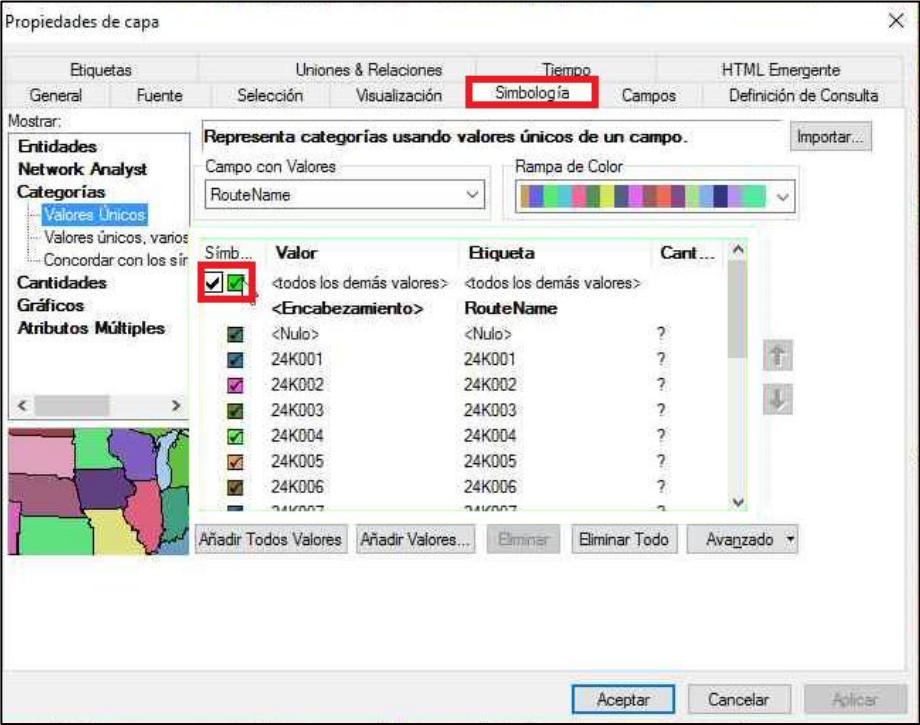 Propiedades de capa
Etiquetas Uniones & Relaciones Tiempo HTML Emergente
General Fuente Selección Visualización Simbología Campos Definición de Consulta
Mostrar:
Entidades
Network Analyst
Categorías
Valores Únicos
Valores únicos, varios
Concordar con los sír
Cantidades
Gráficos
Atributos Múltiples
Representa categorías usando valores únicos de un campo.
Importar...
Campo con Valores
RouteName
Rampa de Color
Símb... Valor Etiqueta Cant...
<todos los demás valores> <todos los demás valores>
<Encabezamiento> RouteName
<Nulo> <Nulo> ?
24K001 24K001 ?
24K002 24K002 ?
24K003 24K003 ?
24K004 24K004 ?
24K005 24K005 ?
24K006 24K006 ?
24K007 24K007 ?
Añadir Todos Valores Añadir Valores... Eliminar Eliminar Todo Avanzado
Aceptar Cancelar Aplicar